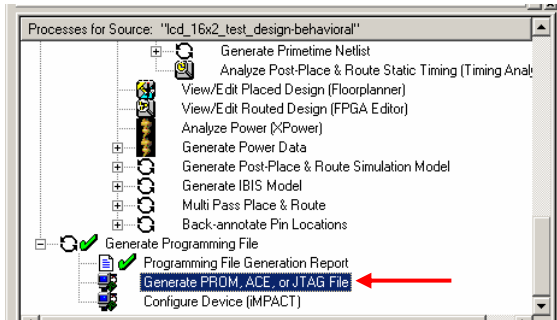 Processes for Source: "lcd_16x2_test_design-behavioral"
Generate Primetime Netlist
Analyze Post-Place & Route Static Timing (Timing Analy
View/Edit Placed Design (Floorplanner)
View/Edit Routed Design (FPGA Editor)
Analyze Power (XPower)
Generate Power Data
Generate Post-Place & Route Simulation Model
Generate IBIS Model
Multi Pass Place & Route
Back-annotate Pin Locations
Generate Programming File
Programming File Generation Report
Generate PROM, ACE, or JTAG File
Configure Device (iMPACT)